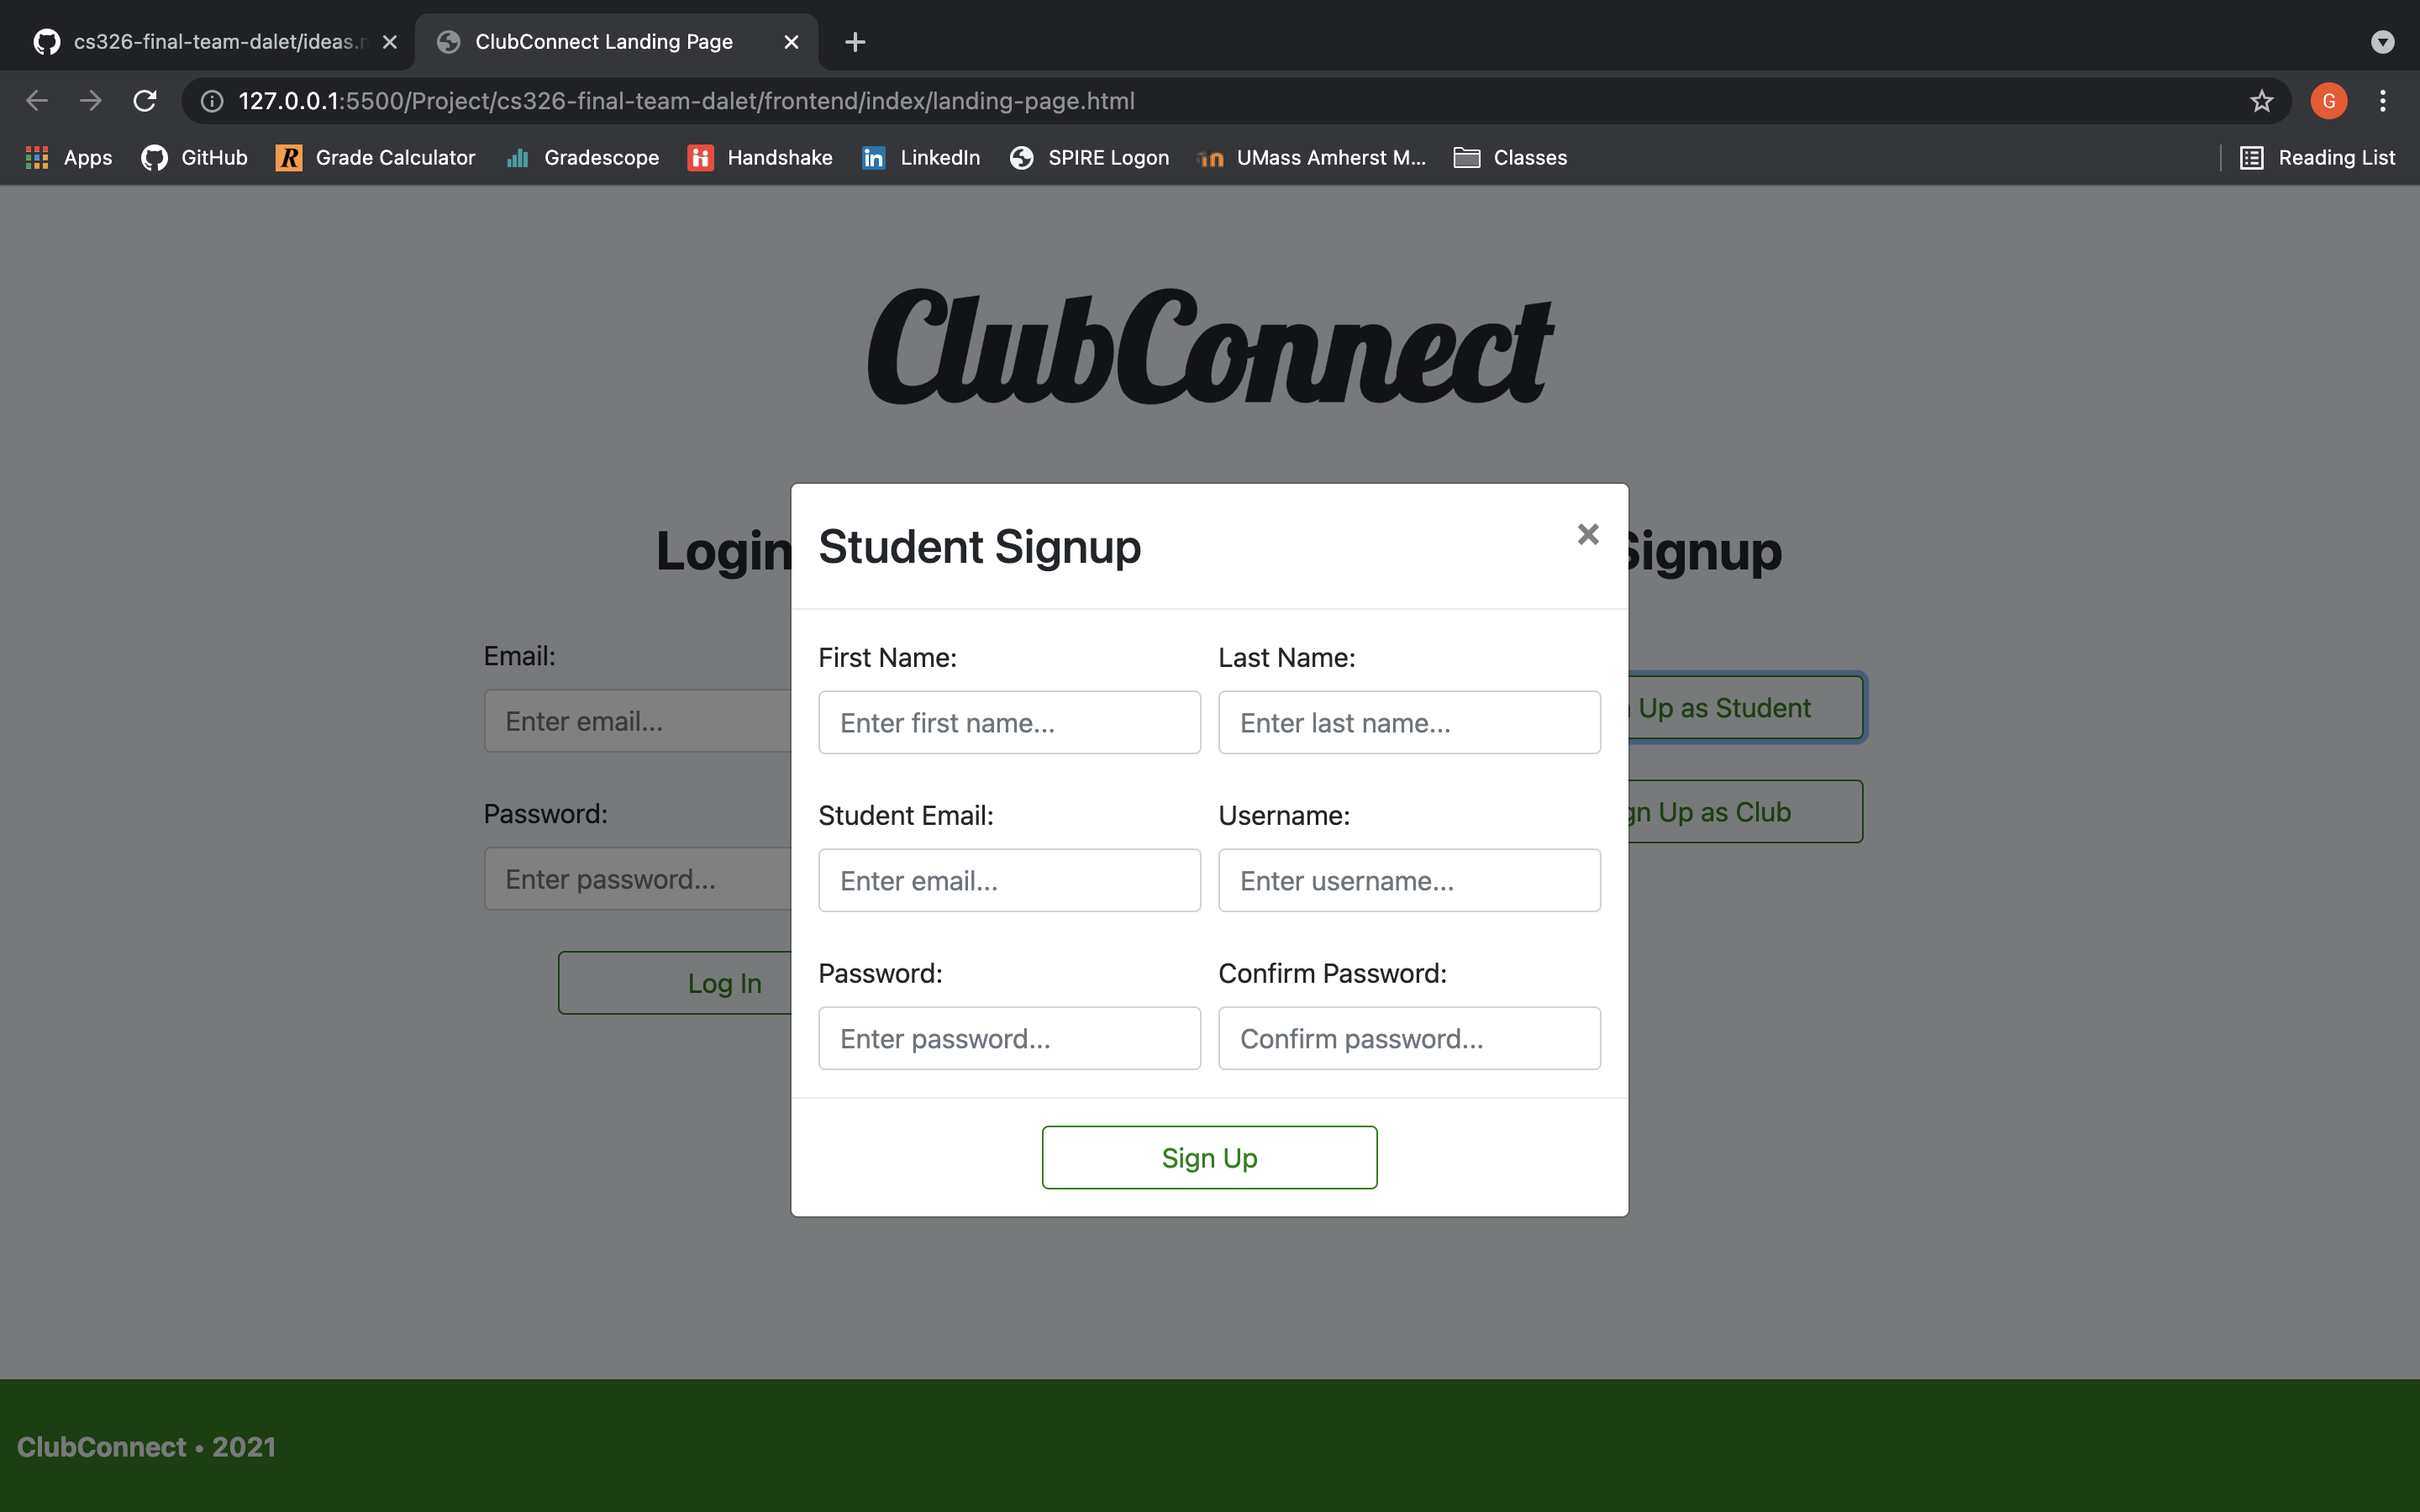 cs326-final-team-dalet/ideas.
ClubConnect Landing Page
127.0.0.1:5500/Project/cs326-final-team-dalet/frontend/index/landing-page.html
G
Apps
GitHub
R
Grade Calculator
Gradescope
Handshake
in
LinkedIn
SPIRE Logon
UMass Amherst M...
Classes
Reading List
ClubConnect
Login
Student Signup
Signup
Email:
Enter email...
Password:
Enter password...
Log In
First Name:
Last Name:
Enter first name...
Enter last name...
Student Email:
Username:
Enter email...
Enter username...
Password:
Confirm Password:
Enter password...
Confirm password...
Sign Up
Up as Student
gn Up as Club
ClubConnect • 2021